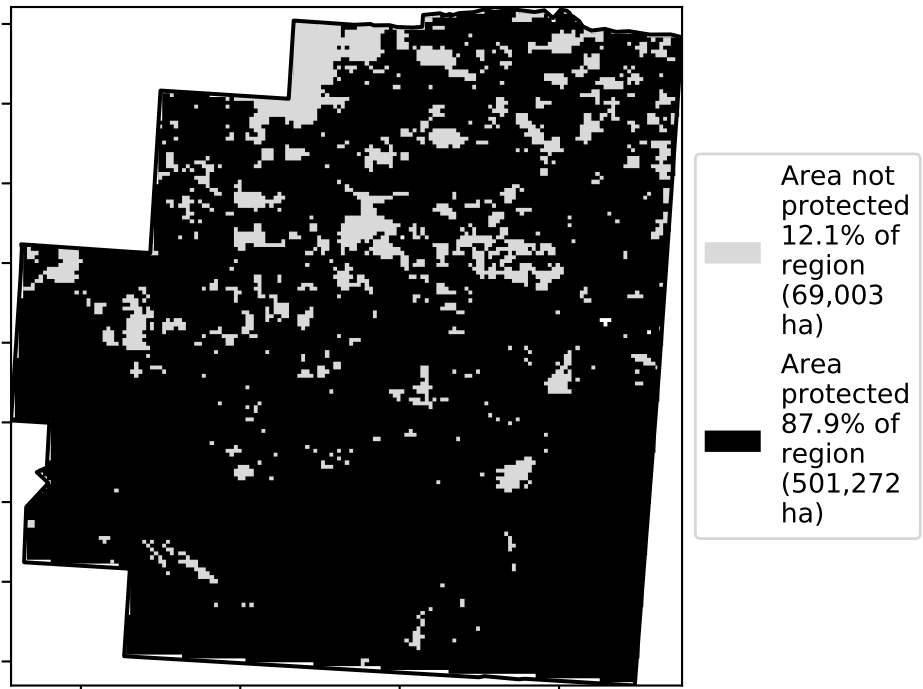 Area not
protected
12.1% of
region
(69,003
ha)
Area
protected
87.9% of
region
(501,272
ha)